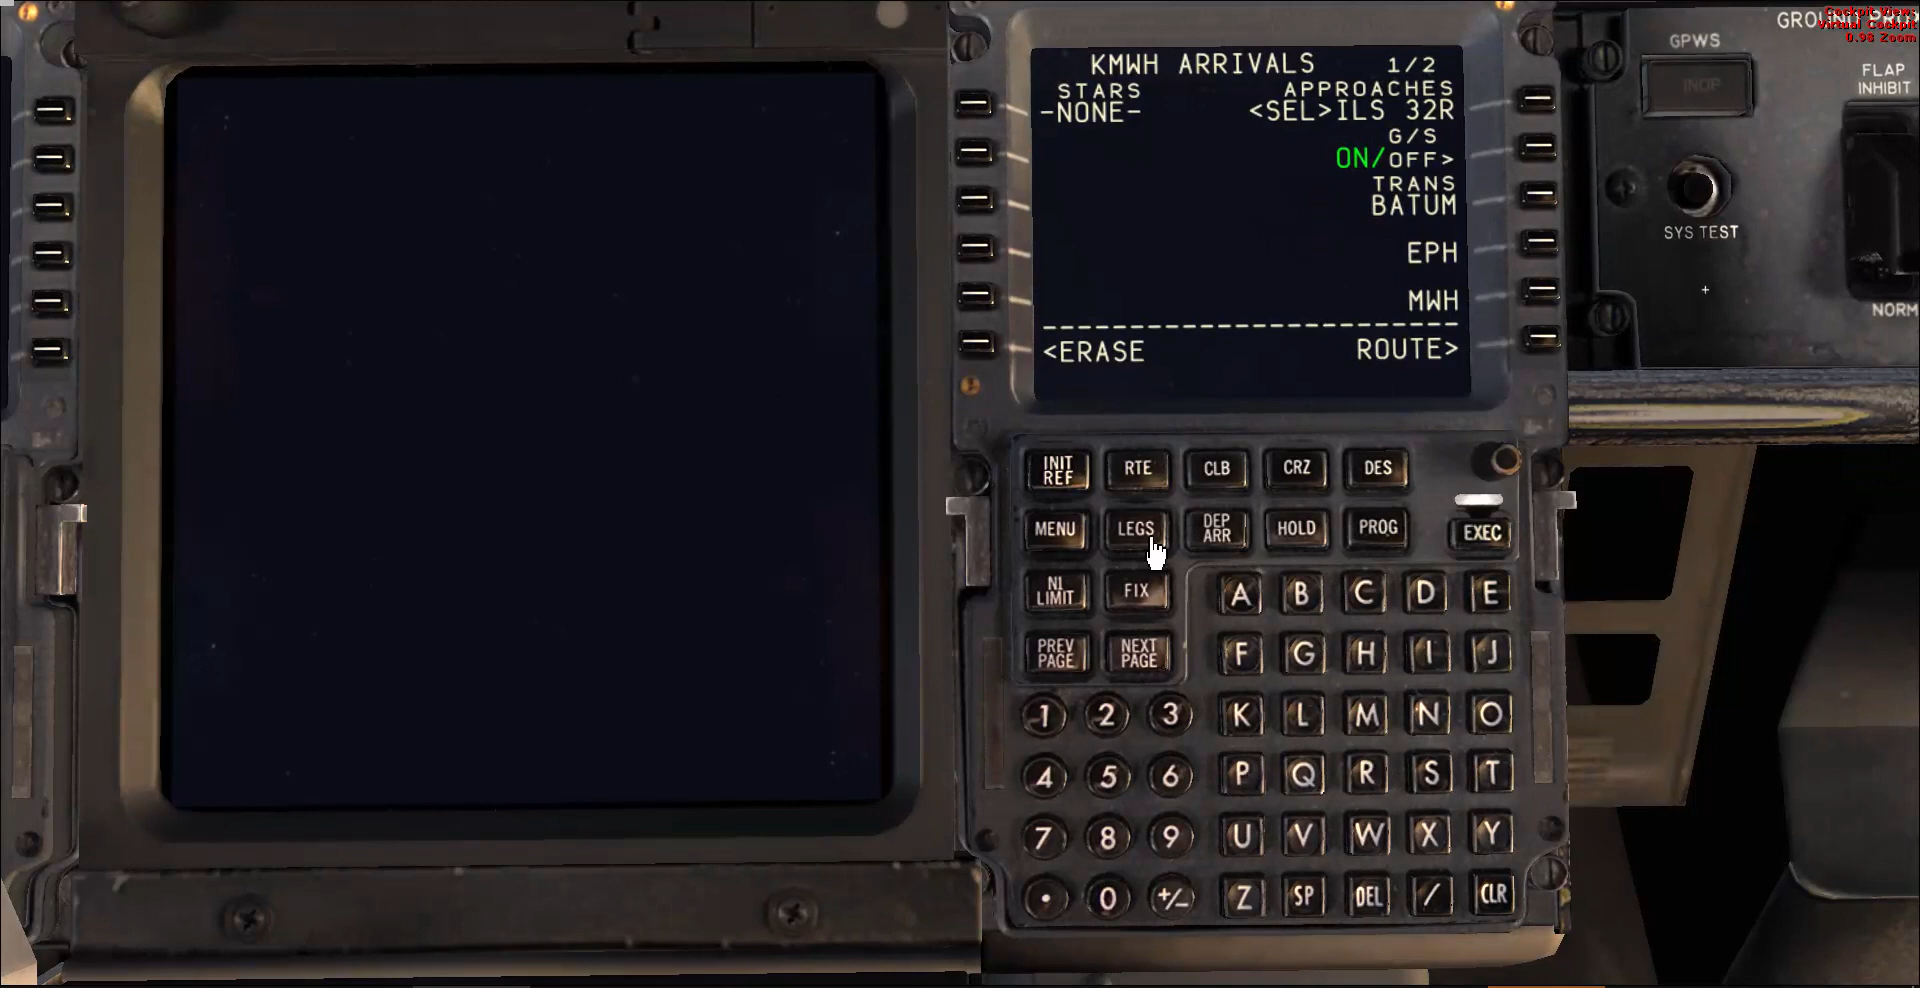 Cockpit View:
Virtual Cockpit
0.98 Zoom
KMWH ARRIVALS 1/2
STARS APPROACHES
-NONE- <SEL>ILS 32R
G/S
ON/OFF>
TRANS
BATUM
EPH
MWH
------------------------
<ERASE ROUTE>
GPWS
INOP
FLAP
INHIBIT
SYS TEST
NORM
INIT REF RTE CLB CRZ DES
MENU LEGS DEP ARR HOLD PROG EXEC
N1 LIMIT FIX
PREV PAGE NEXT PAGE
A B C D E
F G H I J
1 2 3 K L M N O
4 5 6 P Q R S T
7 8 9 U V W X Y
. 0 +/- Z SP DEL / CLR